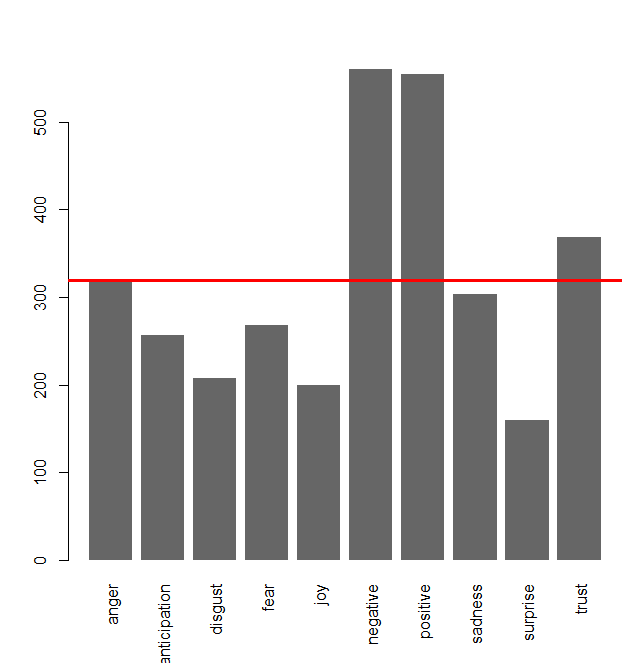 500
400
300
200
100
0
anger
anticipation
disgust
fear
joy
negative
positive
sadness
surprise
trust